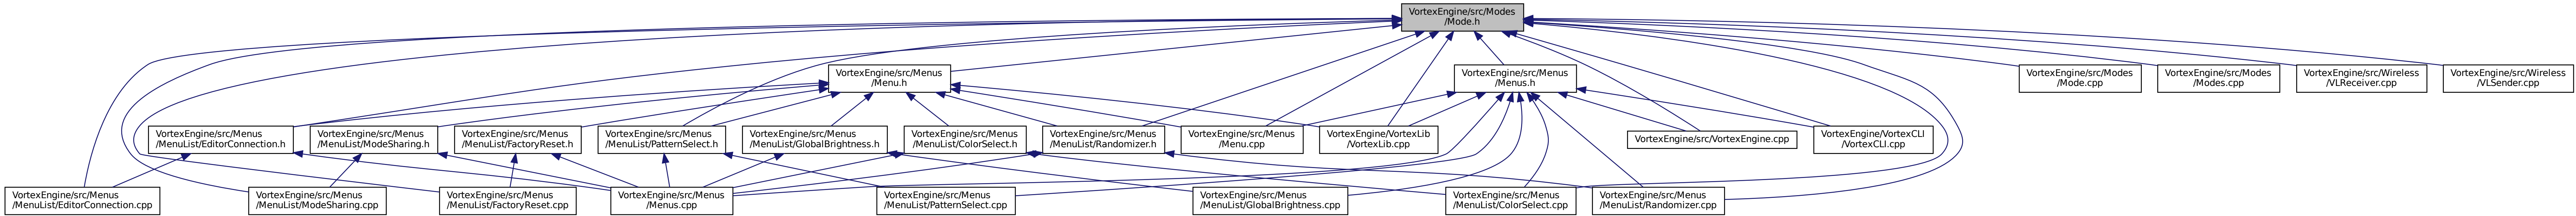 VortexEngine/src/Modes
/Mode.h
VortexEngine/src/Menus
/Menu.h
VortexEngine/src/Menus
/Menus.h
VortexEngine/src/Modes
/Mode.cpp
VortexEngine/src/Modes
/Modes.cpp
VortexEngine/src/Wireless
/VLReceiver.cpp
VortexEngine/src/Wireless
/VLSender.cpp
VortexEngine/src/Menus
/MenuList/EditorConnection.h
VortexEngine/src/Menus
/MenuList/ModeSharing.h
VortexEngine/src/Menus
/MenuList/FactoryReset.h
VortexEngine/src/Menus
/MenuList/PatternSelect.h
VortexEngine/src/Menus
/MenuList/GlobalBrightness.h
VortexEngine/src/Menus
/MenuList/ColorSelect.h
VortexEngine/src/Menus
/MenuList/Randomizer.h
VortexEngine/src/Menus
/Menu.cpp
VortexEngine/VortexLib
/VortexLib.cpp
VortexEngine/src/VortexEngine.cpp
VortexEngine/VortexCLI
/VortexCLI.cpp
VortexEngine/src/Menus
/MenuList/EditorConnection.cpp
VortexEngine/src/Menus
/MenuList/ModeSharing.cpp
VortexEngine/src/Menus
/MenuList/FactoryReset.cpp
VortexEngine/src/Menus
/Menus.cpp
VortexEngine/src/Menus
/MenuList/PatternSelect.cpp
VortexEngine/src/Menus
/MenuList/GlobalBrightness.cpp
VortexEngine/src/Menus
/MenuList/ColorSelect.cpp
VortexEngine/src/Menus
/MenuList/Randomizer.cpp